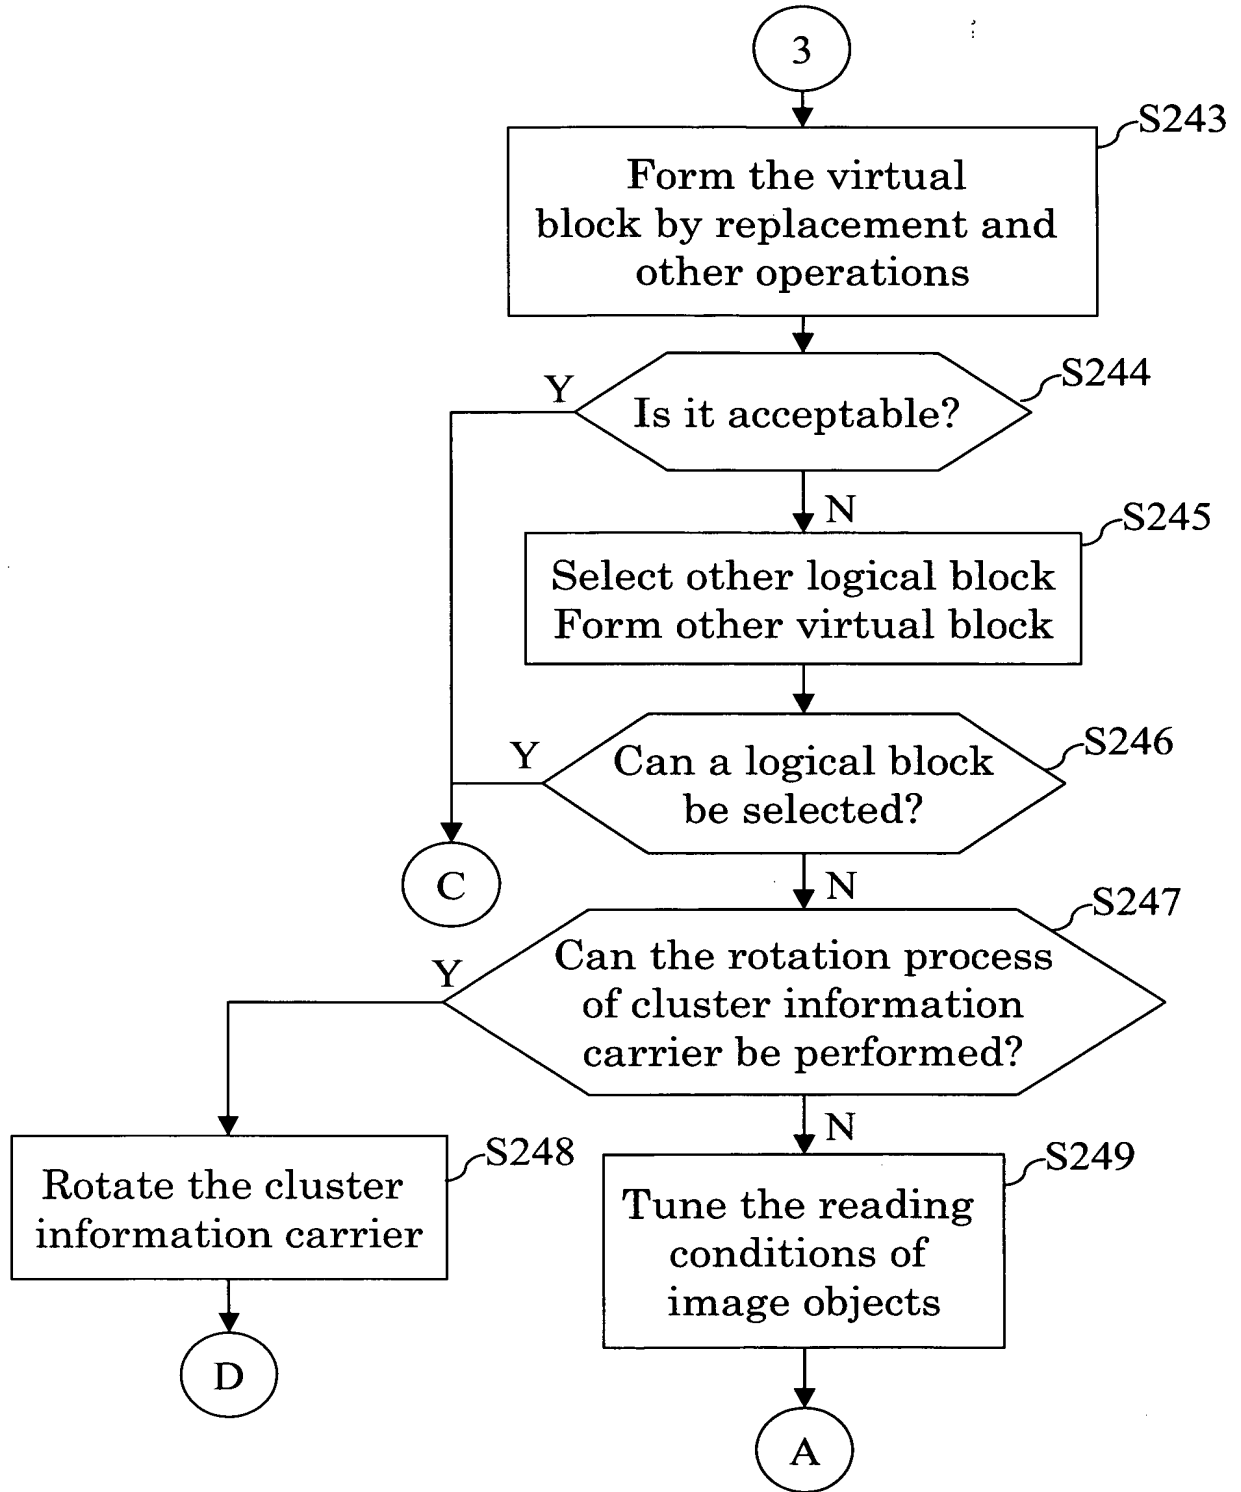 3
S243
Form the virtual
block by replacement and
other operations
S244
Y
Is it acceptable?
N
S245
Select other logical block
Form other virtual block
S246
Y
Can a logical block
be selected?
C
N
S247
Y
Can the rotation process
of cluster information
carrier be performed?
N
S248
Rotate the cluster
information carrier
S249
Tune the reading
conditions of
image objects
D
A